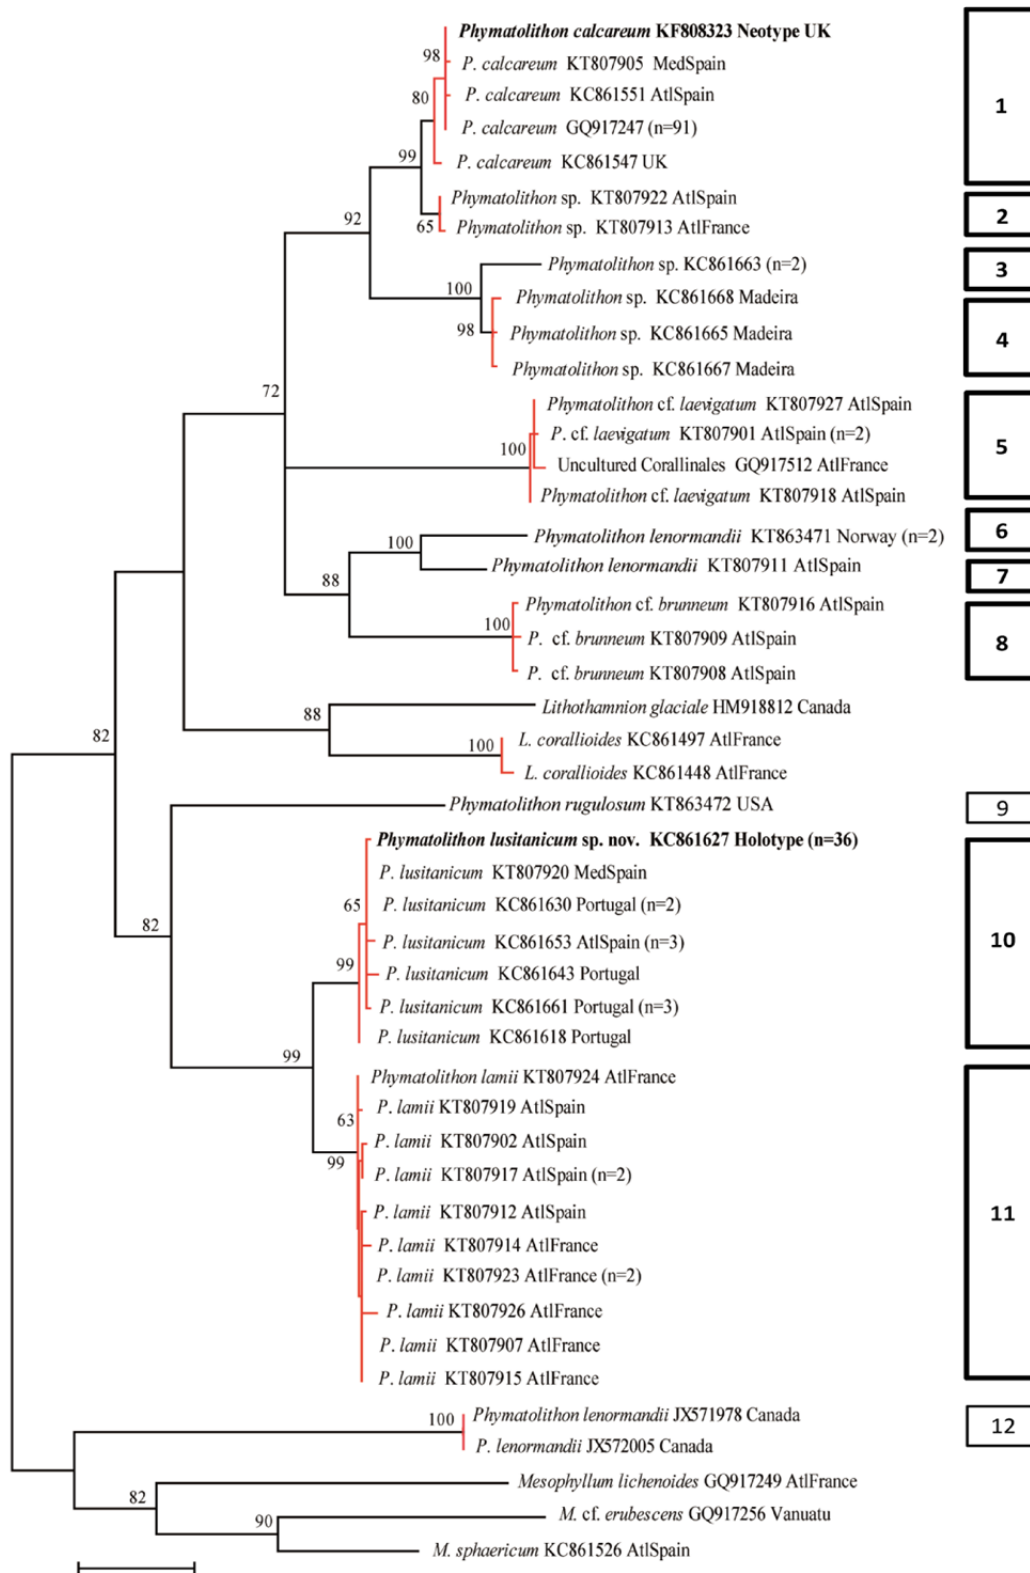 Phymatolithon calcareum KF808323 Neotype UK
98
P. calcareum KT807905 MedSpain
1
80
P. calcareum KC861551 AtlSpain
P. calcareum GQ917247 (n=91)
99
P. calcareum KC861547 UK
Phymatolithon sp. KT807922 AtlSpain
2
92
65
Phymatolithon sp. KT807913 AtlFrance
Phymatolithon sp. KC861663 (n=2)
3
100
Phymatolithon sp. KC861668 Madeira
98
Phymatolithon sp. KC861665 Madeira
4
Phymatolithon sp. KC861667 Madeira
72
Phymatolithon cf. laevigatum KT807927 AtlSpain
P. cf. laevigatum KT807901 AtlSpain (n=2)
5
100
Uncultured Corallinales GQ917512 AtlFrance
Phymatolithon cf. laevigatum KT807918 AtlSpain
100
Phymatolithon lenormandii KT863471 Norway (n=2)
6
Phymatolithon lenormandii KT807911 AtlSpain
7
88
Phymatolithon cf. brunneum KT807916 AtlSpain
100
P. cf. brunneum KT807909 AtlSpain
8
P. cf. brunneum KT807908 AtlSpain
Lithothamnion glaciale HM918812 Canada
88
82
L. corallioides KC861497 AtlFrance
100
L. corallioides KC861448 AtlFrance
Phymatolithon rugulosum KT863472 USA
9
Phymatolithon lusitanicum sp. nov. KC861627 Holotype (n=36)
P. lusitanicum KT807920 MedSpain
65
P. lusitanicum KC861630 Portugal (n=2)
82
P. lusitanicum KC861653 AtlSpain (n=3)
10
99
P. lusitanicum KC861643 Portugal
P. lusitanicum KC861661 Portugal (n=3)
P. lusitanicum KC861618 Portugal
99
Phymatolithon lamii KT807924 AtlFrance
P. lamii KT807919 AtlSpain
63
P. lamii KT807902 AtlSpain
99
P. lamii KT807917 AtlSpain (n=2)
P. lamii KT807912 AtlSpain
11
P. lamii KT807914 AtlFrance
P. lamii KT807923 AtlFrance (n=2)
P. lamii KT807926 AtlFrance
P. lamii KT807907 AtlFrance
P. lamii KT807915 AtlFrance
100
Phymatolithon lenormandii JX571978 Canada
12
P. lenormandii JX572005 Canada
Mesophyllum lichenoides GQ917249 AtlFrance
82
M. cf. erubescens GQ917256 Vanuatu
90
M. sphaericum KC861526 AtlSpain